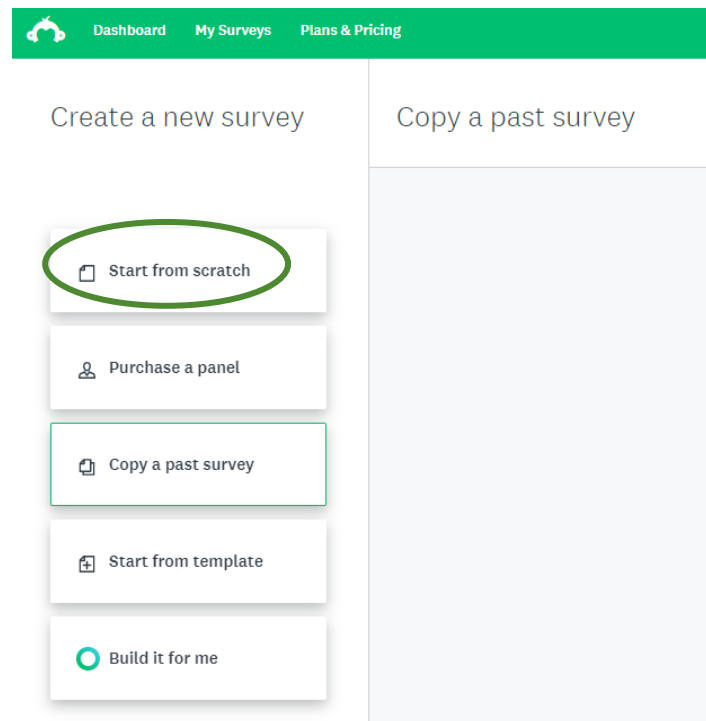 Dashboard My Surveys Plans & Pricing
Create a new survey
Copy a past survey
Start from scratch
Purchase a panel
Copy a past survey
Start from template
Build it for me